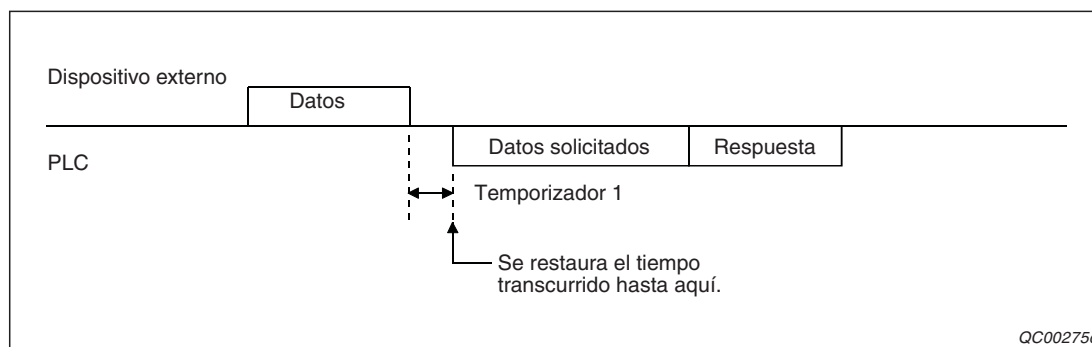 Dispositivo externo
Datos
Datos solicitados
Respuesta
PLC
Temporizador 1
Se restaura el tiempo
transcurrido hasta aquí.